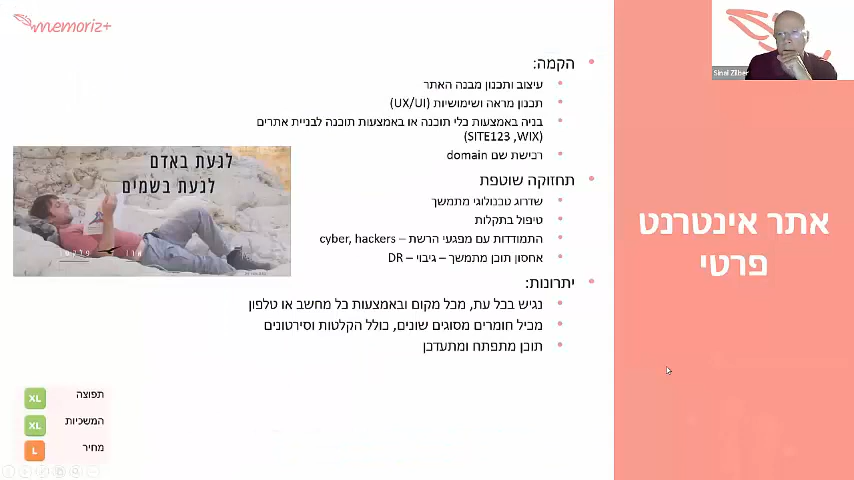 memoriz+
Sinai Zilber
אתר אינטרנט
פרטי
הקמה:
עיצוב ותכנון מבנה האתר
תכנון מראה ושימושיות (UX/UI)
בניה באמצעות כלי תוכנה או באמצעות תוכנה לבניית אתרים
(SITE123 ,WIX)
רכישת שם domain
תחזוקה שוטפת
שדרוג טכנולוגי מתמשך
טיפול בתקלות
התמודדות עם מפגעי הרשת – cyber, hackers
אחסון תוכן מתמשך – גיבוי – DR
יתרונות:
נגיש בכל עת, מכל מקום ובאמצעות כל מחשב או טלפון
מכיל חומרים מסוגים שונים, כולל הקלטות וסירטונים
תוכן מתפתח ומתעדכן
לגעת באדם
לגעת בשמים
תפוצה
XL
המשכיות
XL
מחיר
L